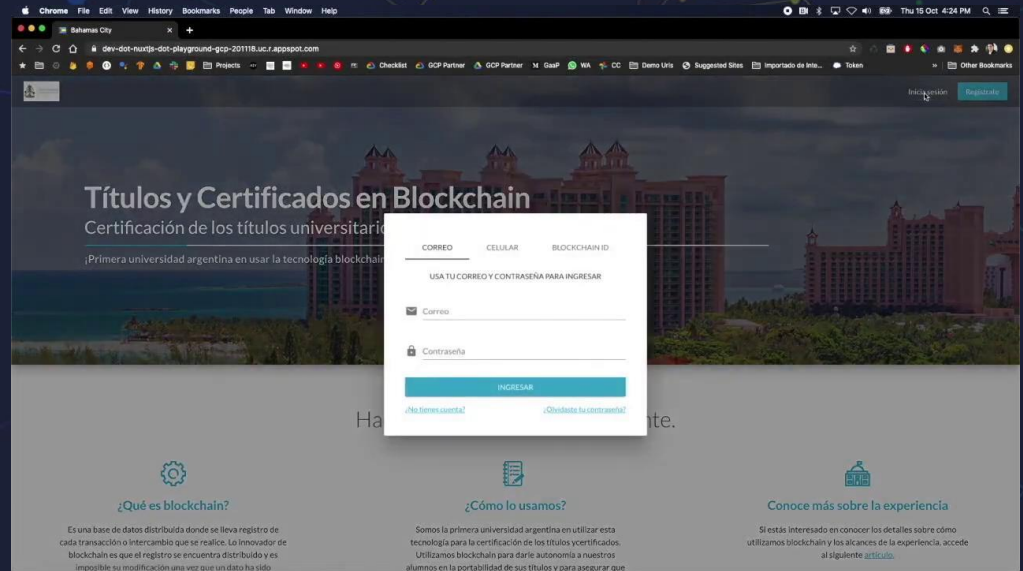 Chrome File Edit View History Bookmarks People Tab Window Help
Thu 15 Oct 4:24 PM
Bahamas City
dev-dot-nuxtjs-dot-playground-gcp-201118.uc.r.appspot.com
Projects Checklist GCP Partner GCP Partner GaaP WA CC Demo Urls Suggested Sites Importado de Inte... Token » Other Bookmarks
Inicia sesión Regístrate
Títulos y Certificados en Blockchain
Certificación de los títulos universitario
¡Primera universidad argentina en usar la tecnología blockchain
CORREO CELULAR BLOCKCHAIN ID
USA TU CORREO Y CONTRASEÑA PARA INGRESAR
Correo
Contraseña
INGRESAR
¿No tienes cuenta? ¿Olvidaste tu contraseña?
Ha nte.
¿Qué es blockchain?
Es una base de datos distribuida donde se lleva registro de
cada transacción o intercambio que se realice. Lo innovador de
blockchain es que el registro se encuentra distribuido y es
imposible su modificación una vez que un dato ha sido
¿Cómo lo usamos?
Somos la primera universidad argentina en utilizar esta
tecnología para la certificación de los títulos ycertificados.
Utilizamos blockchain para darle autonomía a nuestros
alumnos en la portabilidad de sus títulos y para asegurar que
Conoce más sobre la experiencia
Si estás interesado en conocer los detalles sobre cómo
utilizamos blockchain y los alcances de la experiencia, accede
al siguiente artículo.